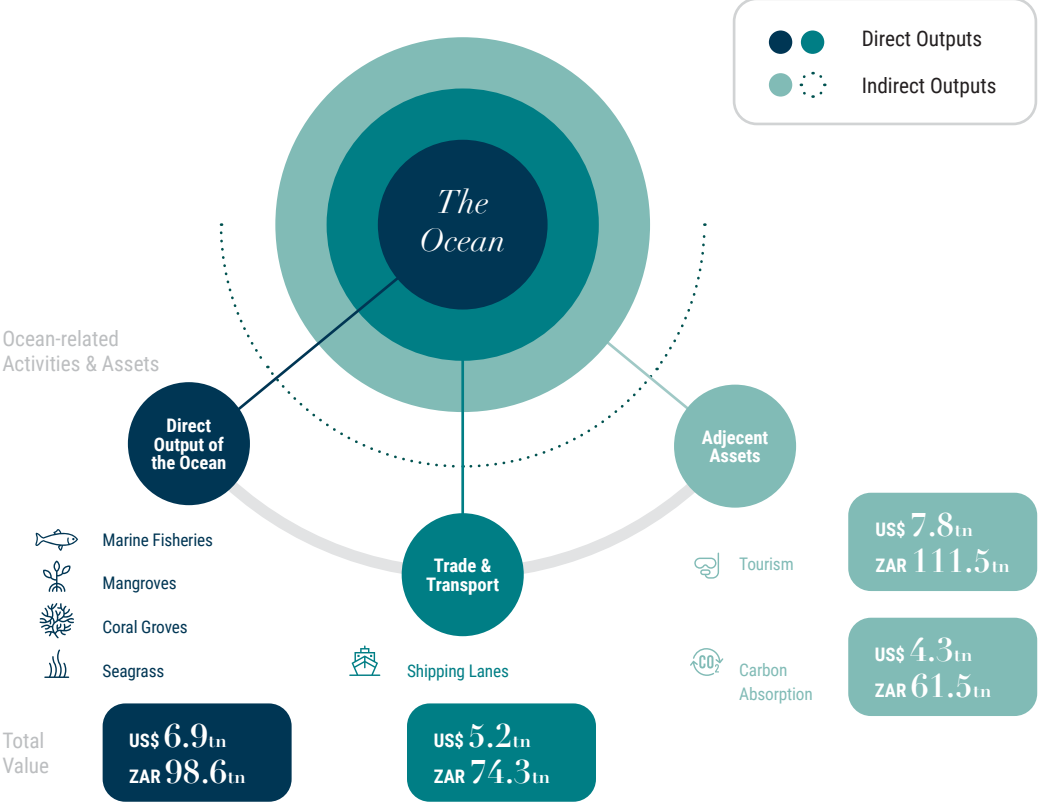 Direct Outputs
Indirect Outputs
The
Ocean
Ocean-related
Activities & Assets
Direct
Output of
the Ocean
Adjecent
Assets
Trade &
Transport
Marine Fisheries
Mangroves
Coral Groves
Seagrass
Shipping Lanes
Tourism
CO2
Carbon
Absorption
US$ 7.8tn
ZAR 111.5tn
US$ 4.3tn
ZAR 61.5tn
Total
Value
US$ 6.9tn
ZAR 98.6tn
US$ 5.2tn
ZAR 74.3tn